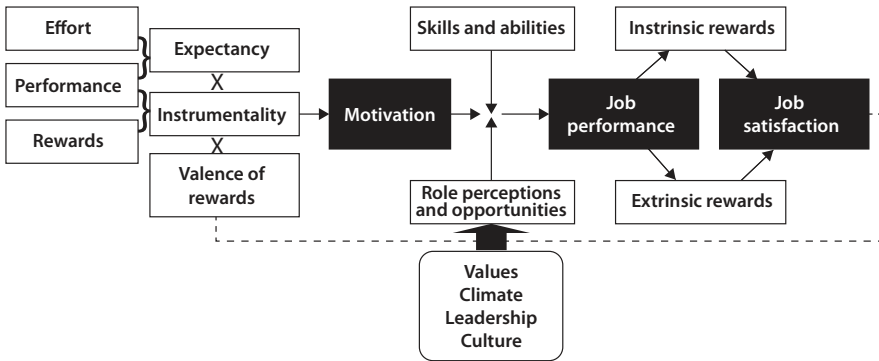 Effort
Performance
Rewards
Expectancy
X
Instrumentality
X
Valence of
rewards
Motivation
Skills and abilities
Role perceptions
and opportunities
Values
Climate
Leadership
Culture
Job
performance
Instrinsic rewards
Extrinsic rewards
Job
satisfaction